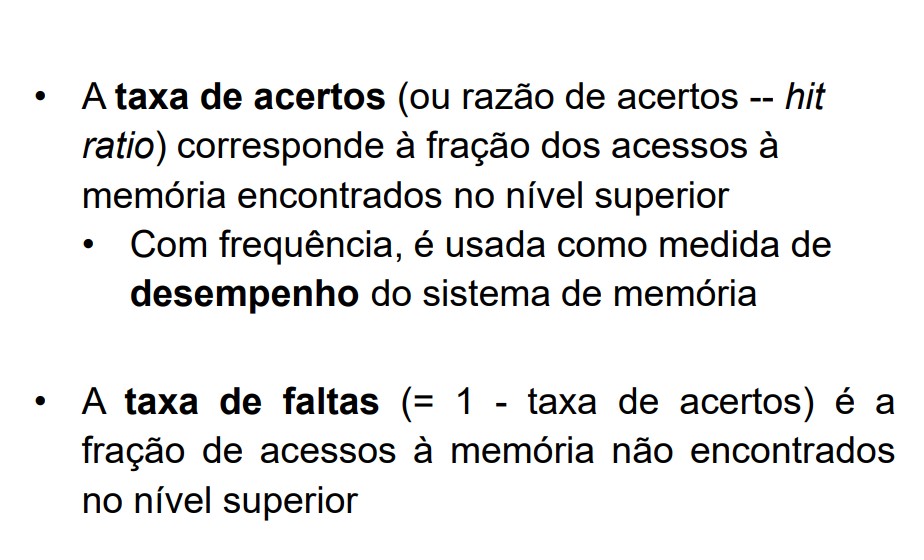 • A taxa de acertos (ou razão de acertos -- hit
ratio) corresponde à fração dos acessos à
memória encontrados no nível superior
• Com frequência, é usada como medida de
desempenho do sistema de memória
• A taxa de faltas (= 1 - taxa de acertos) é a
fração de acessos à memória não encontrados
no nível superior